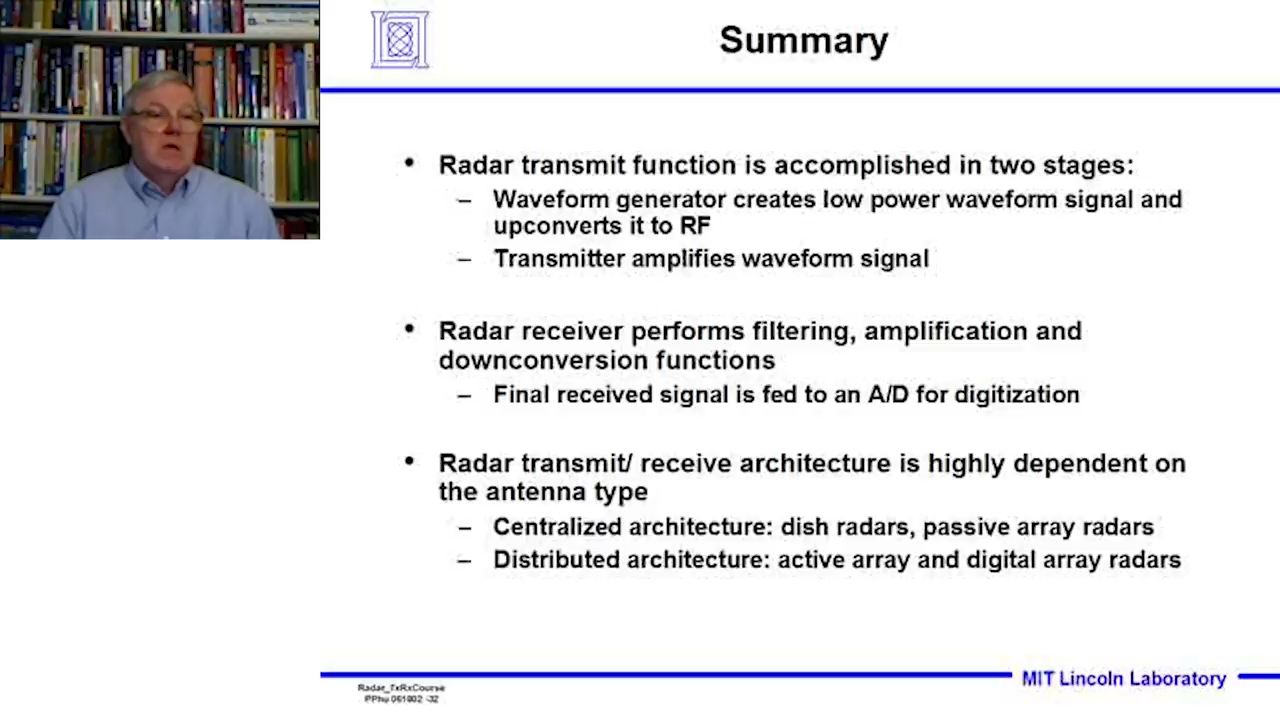 Summary
• Radar transmit function is accomplished in two stages:
– Waveform generator creates low power waveform signal and
upconverts it to RF
– Transmitter amplifies waveform signal
• Radar receiver performs filtering, amplification and
downconversion functions
– Final received signal is fed to an A/D for digitization
• Radar transmit/ receive architecture is highly dependent on
the antenna type
– Centralized architecture: dish radars, passive array radars
– Distributed architecture: active array and digital array radars
Radar_TxRxCourse
MIT Lincoln Laboratory